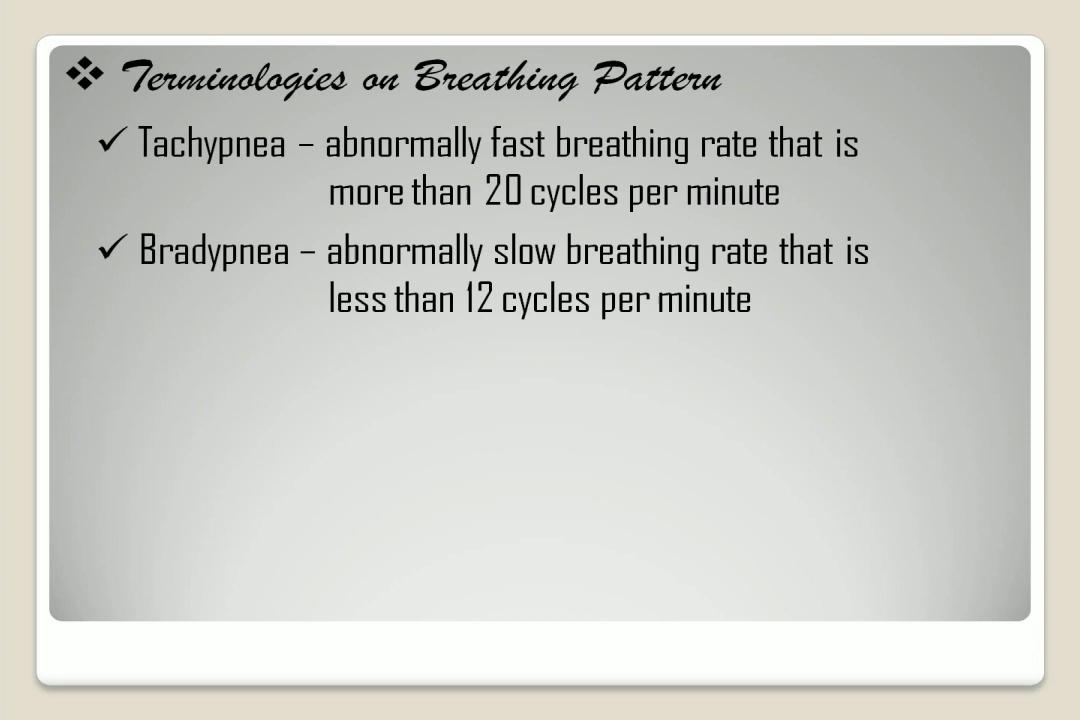 ❖ Terminologies on Breathing Pattern
✓ Tachypnea – abnormally fast breathing rate that is
more than 20 cycles per minute
✓ Bradypnea – abnormally slow breathing rate that is
less than 12 cycles per minute